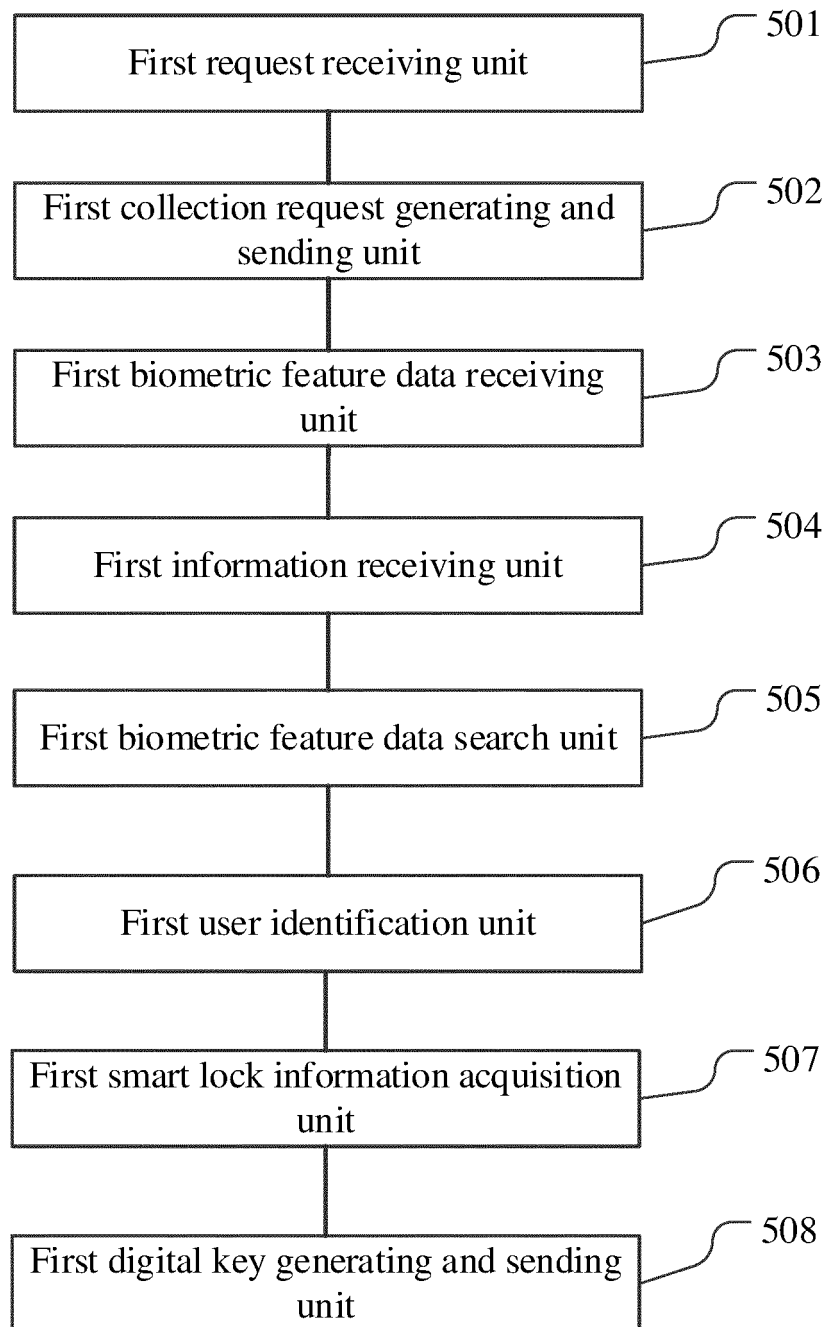 First request receiving unit
501
First collection request generating and
sending unit
502
First biometric feature data receiving
unit
503
First information receiving unit
504
First biometric feature data search unit
505
First user identification unit
506
First smart lock information acquisition
unit
507
First digital key generating and sending
unit
508